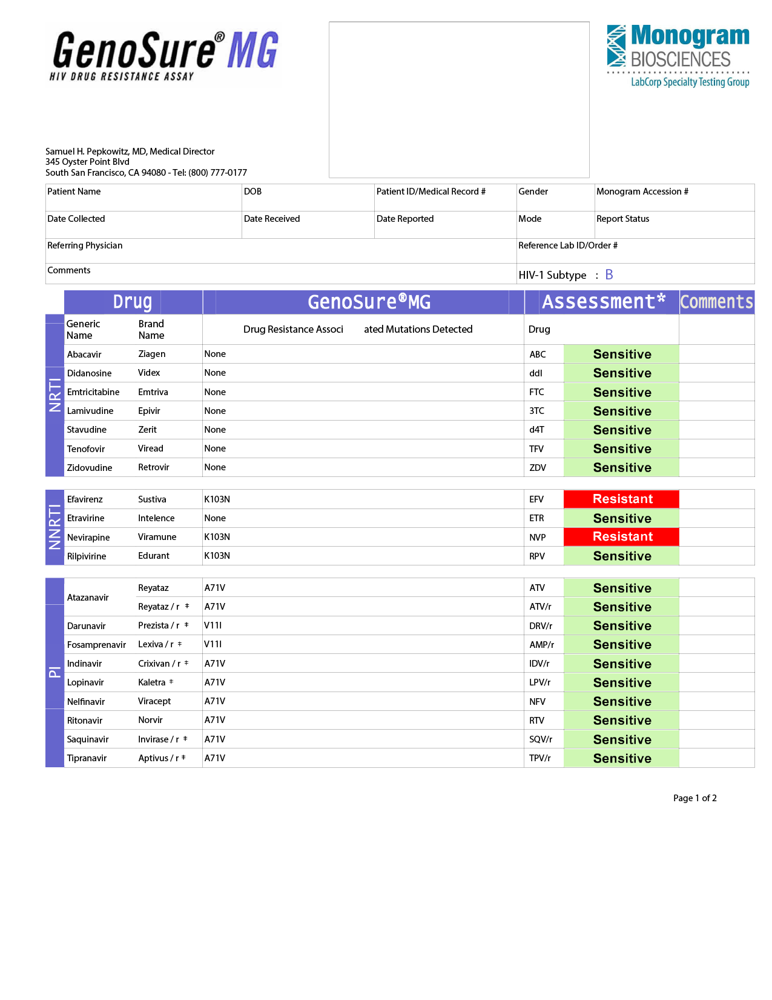 GenoSure® MG
HIV DRUG RESISTANCE ASSAY
Monogram
BIOSCIENCES
LabCorp Specialty Testing Group
Samuel H. Pepkowitz, MD, Medical Director
345 Oyster Point Blvd
South San Francisco, CA 94080 - Tel: (800) 777-0177
Patient Name DOB Patient ID/Medical Record # Gender Monogram Accession #
Date Collected Date Received Date Reported Mode Report Status
Referring Physician Reference Lab ID/Order #
Comments HIV-1 Subtype : B
Drug GenoSure®MG Assessment* Comments
Generic Name Brand Name Drug Resistance Associ ated Mutations Detected Drug
NRTI
Abacavir Ziagen None ABC Sensitive
Didanosine Videx None ddI Sensitive
Emtricitabine Emtriva None FTC Sensitive
Lamivudine Epivir None 3TC Sensitive
Stavudine Zerit None d4T Sensitive
Tenofovir Viread None TFV Sensitive
Zidovudine Retrovir None ZDV Sensitive
NNRTI
Efavirenz Sustiva K103N EFV Resistant
Etravirine Intelence None ETR Sensitive
Nevirapine Viramune K103N NVP Resistant
Rilpivirine Edurant K103N RPV Sensitive
PI
Atazanavir Reyataz A71V ATV Sensitive
Reyataz / r ‡ A71V ATV/r Sensitive
Darunavir Prezista / r ‡ V11I DRV/r Sensitive
Fosamprenavir Lexiva / r ‡ V11I AMP/r Sensitive
Indinavir Crixivan / r ‡ A71V IDV/r Sensitive
Lopinavir Kaletra ‡ A71V LPV/r Sensitive
Nelfinavir Viracept A71V NFV Sensitive
Ritonavir Norvir A71V RTV Sensitive
Saquinavir Invirase / r ‡ A71V SQV/r Sensitive
Tipranavir Aptivus / r ‡ A71V TPV/r Sensitive
Page 1 of 2